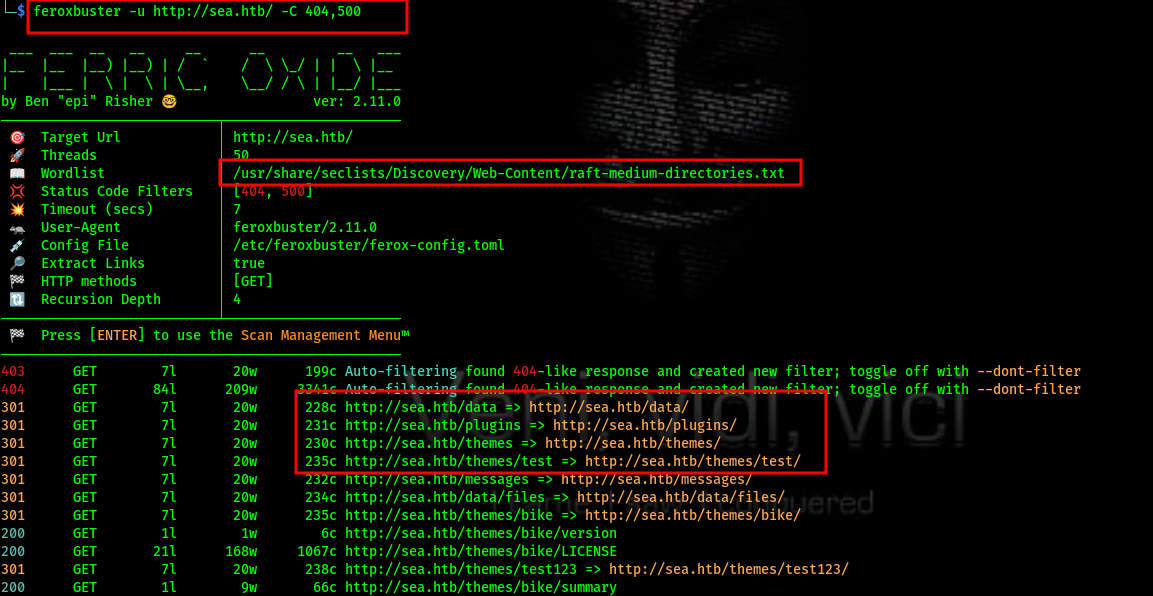 └─$ feroxbuster -u http://sea.htb/ -C 404,500
FERRIC OXIDE
by Ben "epi" Risher 🤓 ver: 2.11.0
🎯 Target Url │ http://sea.htb/
🚀 Threads │ 50
📖 Wordlist │ /usr/share/seclists/Discovery/Web-Content/raft-medium-directories.txt
💢 Status Code Filters │ [404, 500]
💥 Timeout (secs) │ 7
🦡 User-Agent │ feroxbuster/2.11.0
💉 Config File │ /etc/feroxbuster/ferox-config.toml
🔎 Extract Links │ true
🏁 HTTP methods │ [GET]
🔃 Recursion Depth │ 4
🏁 Press [ENTER] to use the Scan Management Menu™
403 GET 7l 20w 199c Auto-filtering found 404-like response and created new filter; toggle off with --dont-filter
404 GET 84l 209w 3341c Auto-filtering found 404-like response and created new filter; toggle off with --dont-filter
301 GET 7l 20w 228c http://sea.htb/data => http://sea.htb/data/
301 GET 7l 20w 231c http://sea.htb/plugins => http://sea.htb/plugins/
301 GET 7l 20w 230c http://sea.htb/themes => http://sea.htb/themes/
301 GET 7l 20w 235c http://sea.htb/themes/test => http://sea.htb/themes/test/
301 GET 7l 20w 232c http://sea.htb/messages => http://sea.htb/messages/
301 GET 7l 20w 234c http://sea.htb/data/files => http://sea.htb/data/files/
301 GET 7l 20w 235c http://sea.htb/themes/bike => http://sea.htb/themes/bike/
200 GET 1l 1w 6c http://sea.htb/themes/bike/version
200 GET 21l 168w 1067c http://sea.htb/themes/bike/LICENSE
301 GET 7l 20w 238c http://sea.htb/themes/test123 => http://sea.htb/themes/test123/
200 GET 1l 9w 66c http://sea.htb/themes/bike/summary
Veni, vidi, vici